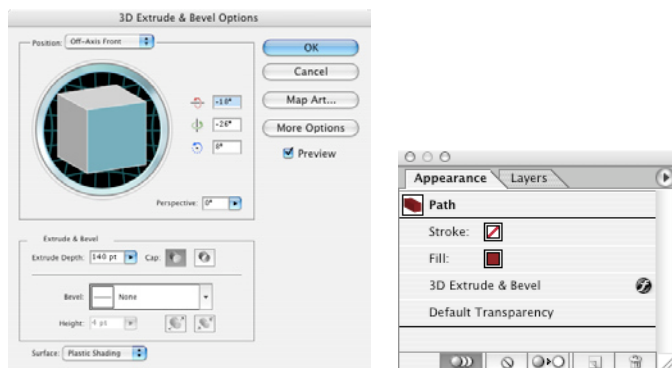 3D Extrude & Bevel Options
Position: Off-Axis Front
OK
Cancel
Map Art...
More Options
Preview
-18°
-26°
8°
Perspective: 0°
Extrude & Bevel
Extrude Depth: 140 pt Cap:
Bevel: None
Height: 4 pt
Surface: Plastic Shading
Appearance Layers
Path
Stroke:
Fill:
3D Extrude & Bevel
Default Transparency